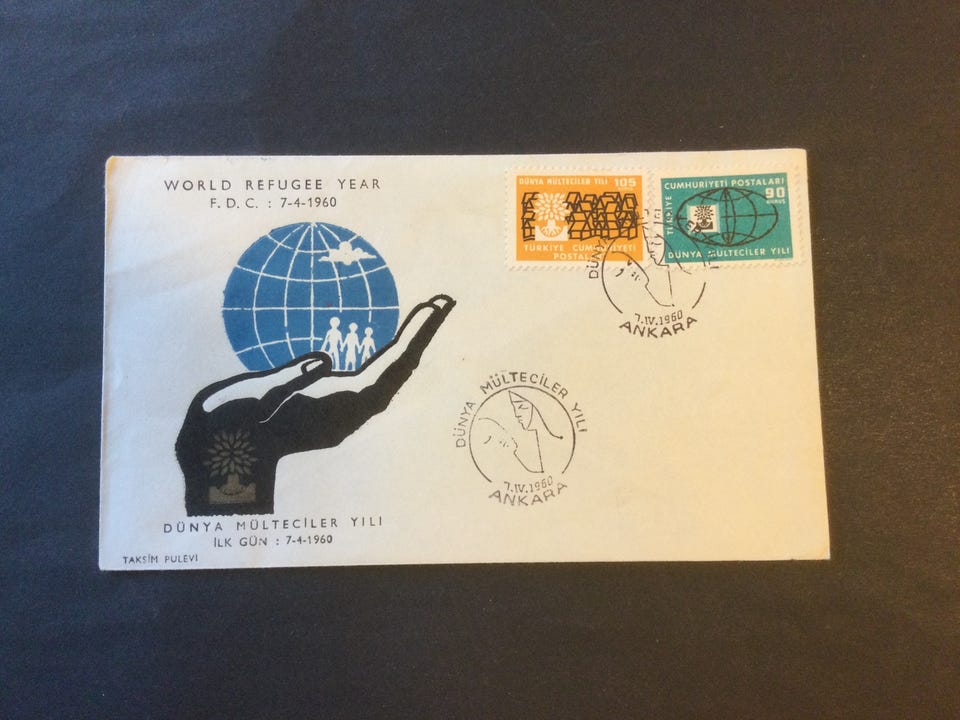 WORLD REFUGEE YEAR
F. D. C. : 7-4-1960
DÜNYA MÜLTECİLER YILI 105
TÜRKİYE CUMHURİYETİ
POSTALARI
TÜRKİYE
CUMHURİYETİ POSTALARI
90
KURUŞ
DÜNYA MÜLTECİLER YILI
7.IV.1960
ANKARA
DÜNYA MÜLTECİLER YILI
7.IV.1960
ANKARA
DÜNYA MÜLTECİLER YILI
İLK GÜN : 7-4-1960
TAKSİM PULEVİ